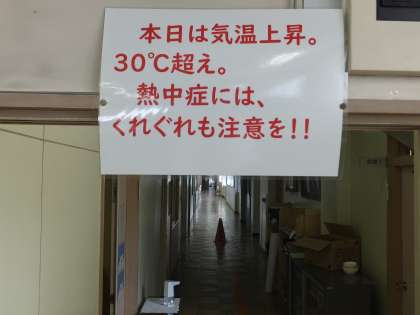 本日は気温上昇。
30℃超え。
熱中症には、
くれぐれも注意を!!